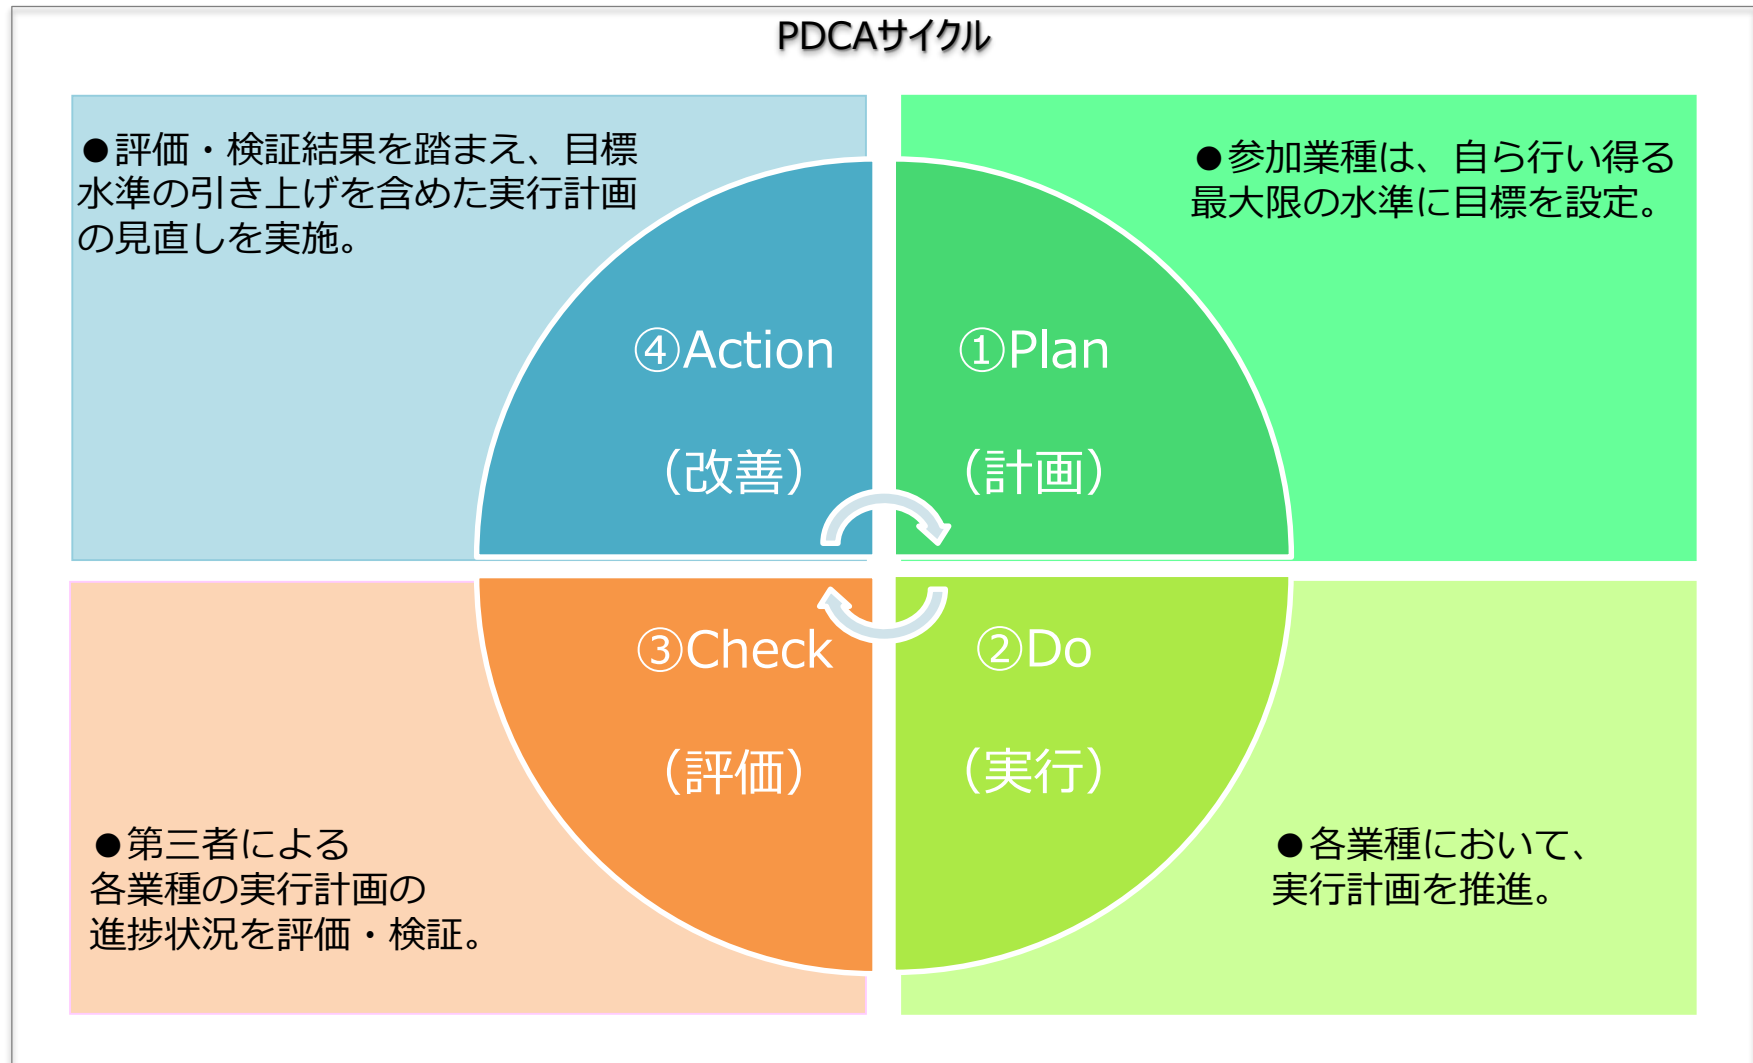 PDCAサイクル
●評価・検証結果を踏まえ、目標
水準の引き上げを含めた実行計画
の見直しを実施。
●参加業種は、自ら行い得る
最大限の水準に目標を設定。
④Action
（改善）
①Plan
（計画）
③Check
（評価）
②Do
（実行）
●第三者による
各業種の実行計画の
進捗状況を評価・検証。
●各業種において、
実行計画を推進。